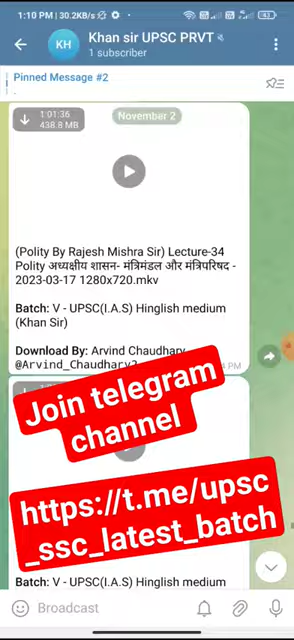 1:10 PM | 30.2KB/s
KH
Khan sir UPSC PRVT
1 subscriber
Pinned Message #2
.
1:01:36
438.8 MB
November 2
(Polity By Rajesh Mishra Sir) Lecture-34
Polity अध्यक्षीय शासन- मंत्रिमंडल और मंत्रिपरिषद -
2023-03-17 1280x720.mkv
Batch: V - UPSC(I.A.S) Hinglish medium
(Khan Sir)
Download By: Arvind Chaudhary
@Arvind_Chaudhary2
PM
Join telegram
channel
https://t.me/upsc
_ssc_latest_batch
Batch: V - UPSC(I.A.S) Hinglish medium
Broadcast